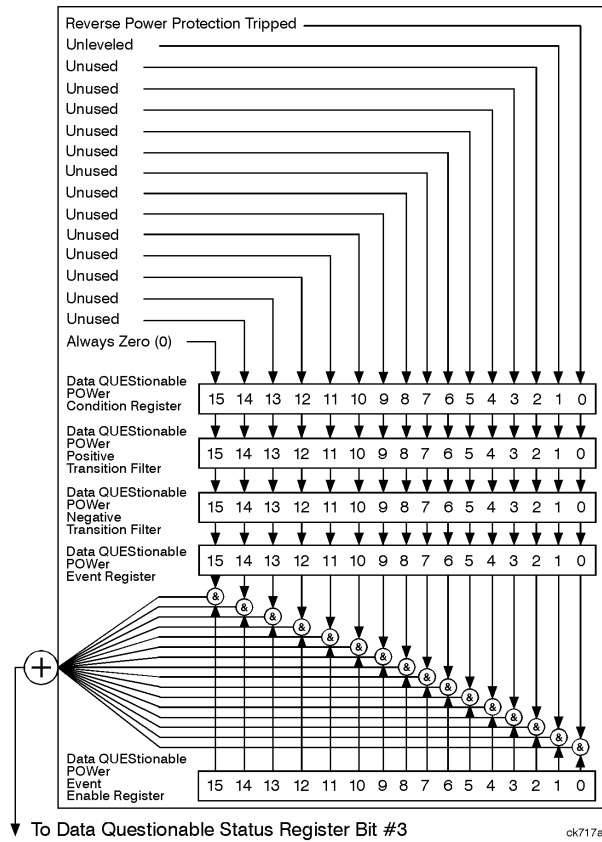 Reverse Power Protection Tripped
Unleveled
Unused
Unused
Unused
Unused
Unused
Unused
Unused
Unused
Unused
Unused
Unused
Unused
Unused
Always Zero (0)
Data QUEStionable
POWer
Condition Register
15 14 13 12 11 10 9 8 7 6 5 4 3 2 1 0
Data QUEStionable
POWer
Positive
Transition Filter
15 14 13 12 11 10 9 8 7 6 5 4 3 2 1 0
Data QUEStionable
POWer
Negative
Transition Filter
15 14 13 12 11 10 9 8 7 6 5 4 3 2 1 0
Data QUEStionable
POWer
Event Register
15 14 13 12 11 10 9 8 7 6 5 4 3 2 1 0
& & & & & & & & & & & & & & & &
+
Data QUEStionable
POWer
Event
Enable Register
15 14 13 12 11 10 9 8 7 6 5 4 3 2 1 0
To Data Questionable Status Register Bit #3
ck717a